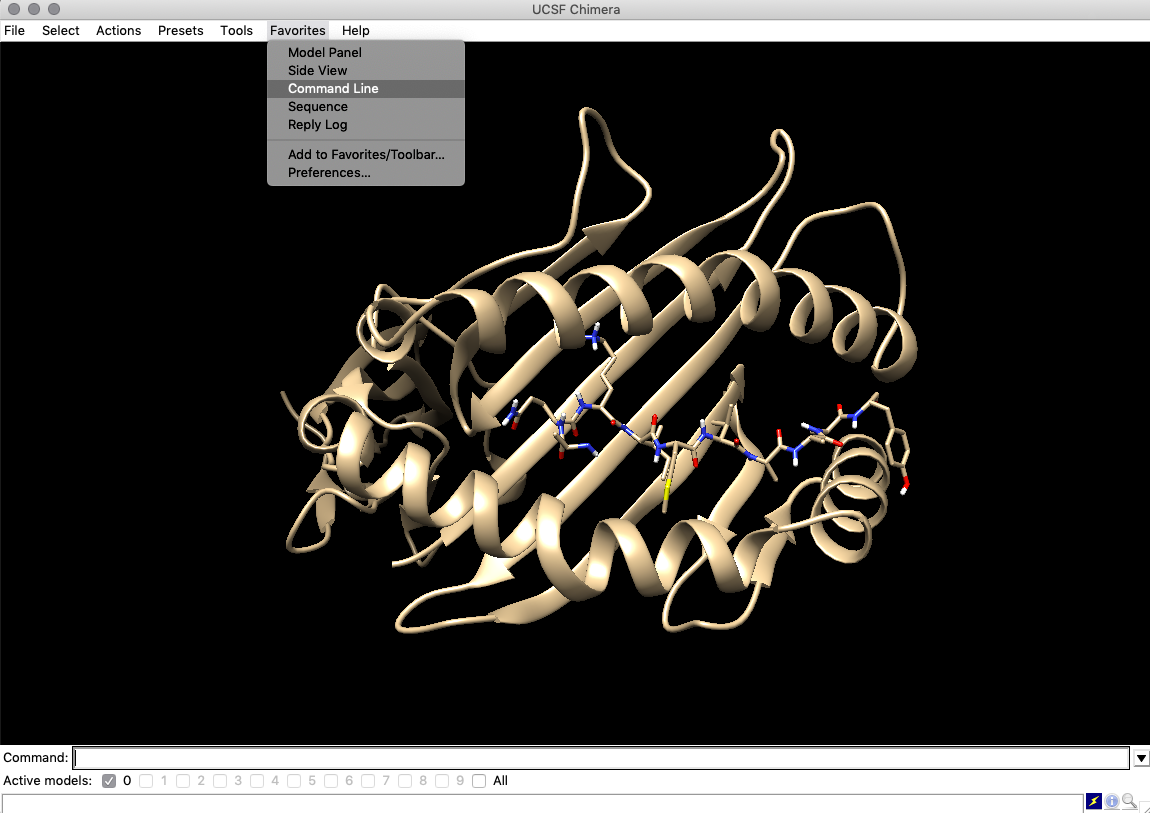 UCSF Chimera
File Select Actions Presets Tools Favorites Help
Model Panel
Side View
Command Line
Sequence
Reply Log
Add to Favorites/Toolbar...
Preferences...
Command:
Active models: 0 1 2 3 4 5 6 7 8 9 All